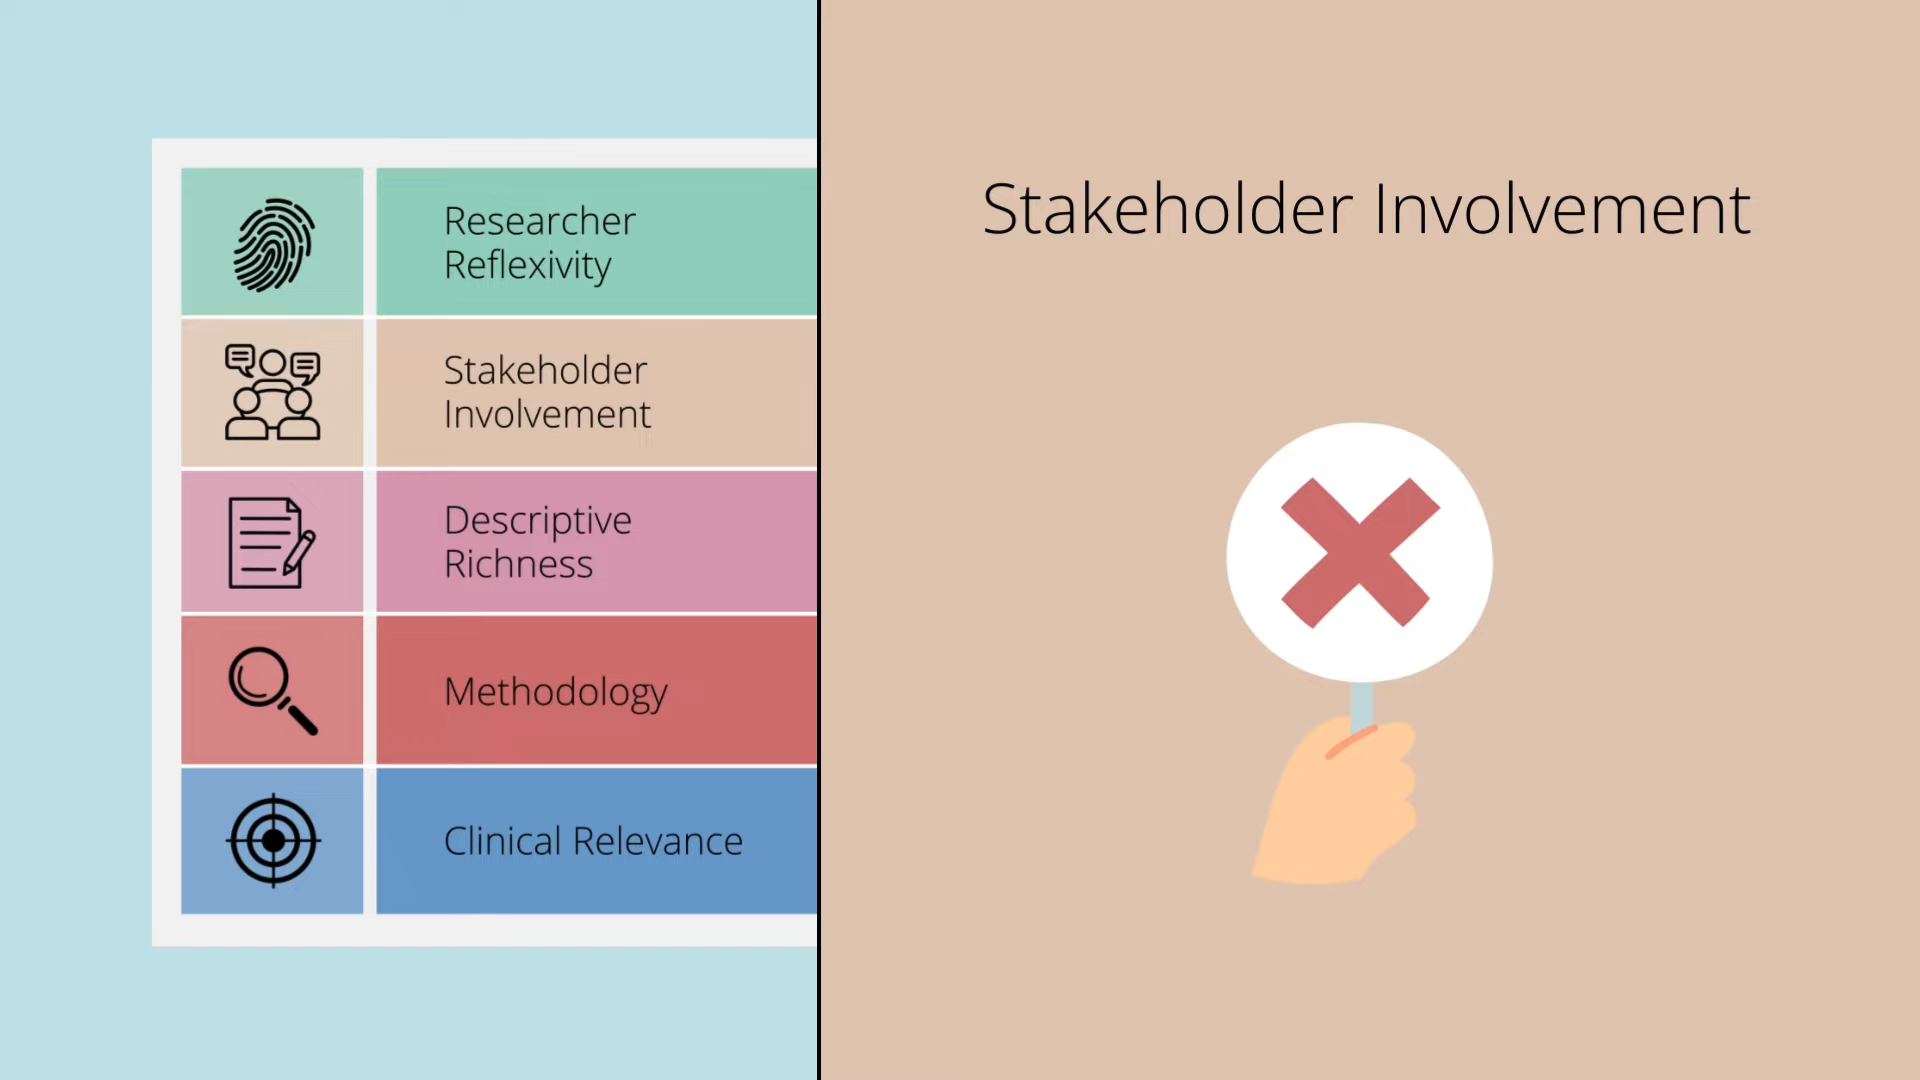 Researcher
Reflexivity
Stakeholder
Involvement
Descriptive
Richness
Methodology
Clinical Relevance
Stakeholder Involvement